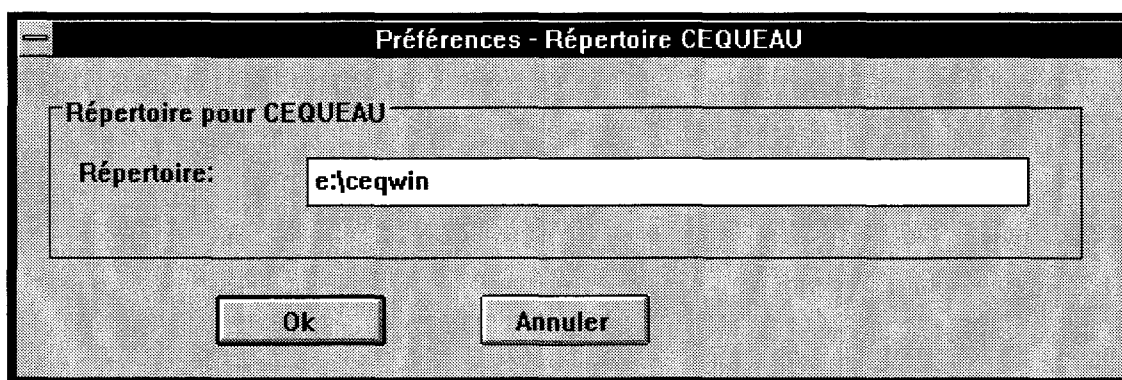 Préférences - Répertoire CEQUEAU
Répertoire pour CEQUEAU
Répertoire: e:\ceqwin
Ok Annuler